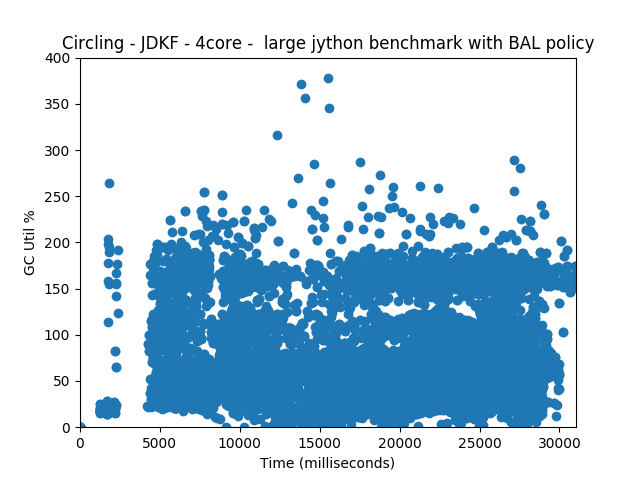 Circling - JDKF - 4core -  large jython benchmark with BAL policy
400
350
300
250
200
150
100
50
0
GC Util %
0 5000 10000 15000 20000 25000 30000
Time (milliseconds)